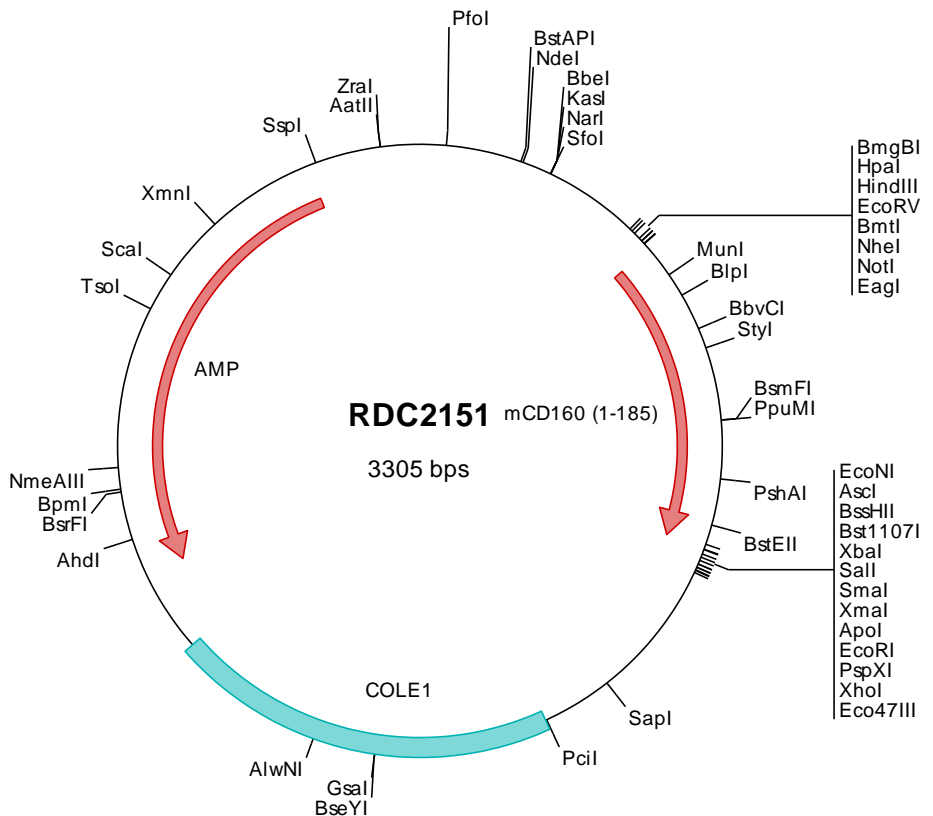 PfoI
BstAPI
NdeI
BbeI
KasI
NarI
SfoI
ZraI
AatII
SspI
XmnI
ScaI
TsoI
BmgBI
HpaI
HindIII
EcoRV
BmtI
NheI
NotI
EagI
MunI
BlpI
BbvCI
StyI
AMP
RDC2151
mCD160 (1-185)
3305 bps
BsmFI
PpuMI
PshAI
BstEII
NmeAIII
BpmI
BsrFI
AhdI
EcoNI
AscI
BssHII
Bst1107I
XbaI
SalI
SmaI
XmaI
ApoI
EcoRI
PspXI
XhoI
Eco47III
COLE1
SapI
PciI
AlwNI
GsaI
BseYI